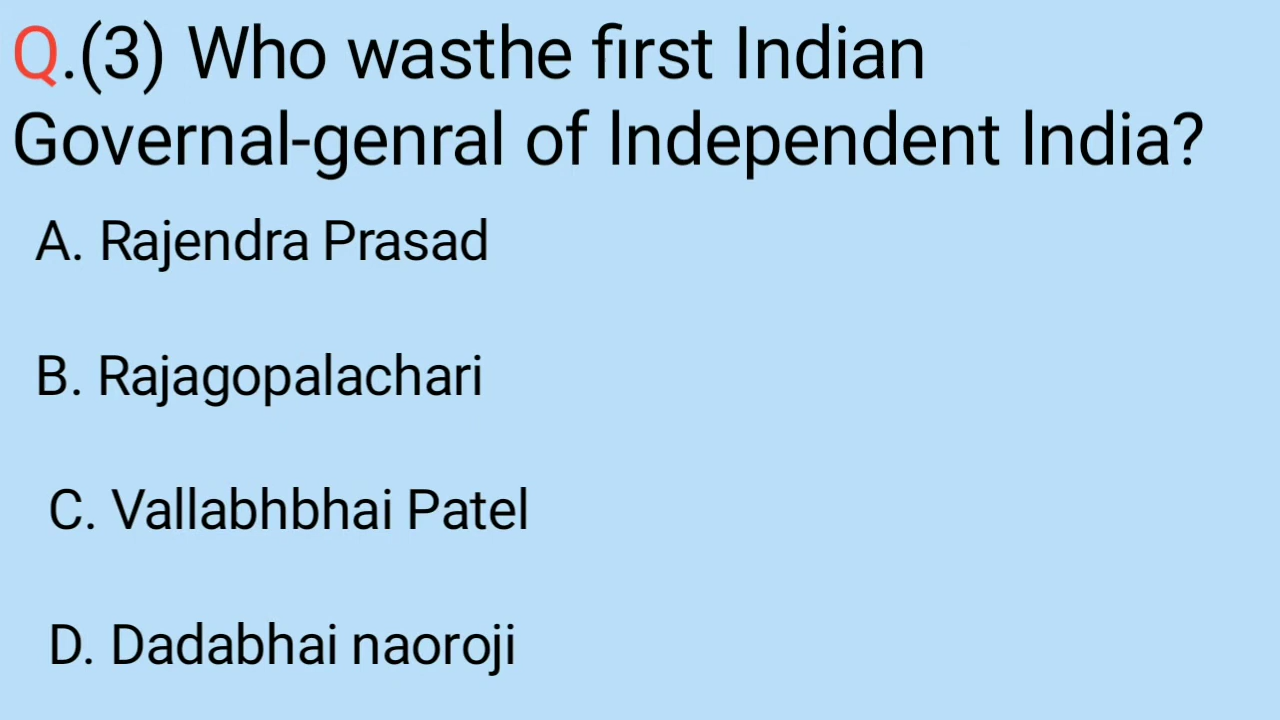 Q.(3) Who wasthe first Indian
Governal-genral of Independent India?
A. Rajendra Prasad
B. Rajagopalachari
C. Vallabhbhai Patel
D. Dadabhai naoroji